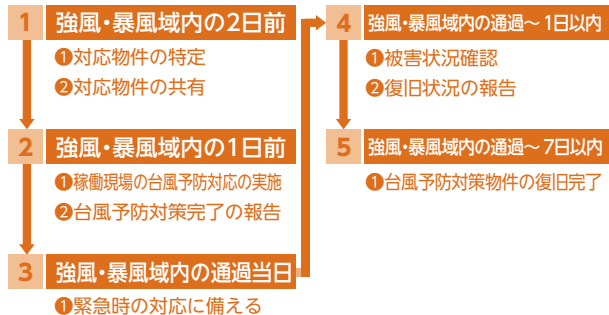 1 強風・暴風域内の2日前
❶対応物件の特定
❷対応物件の共有
2 強風・暴風域内の1日前
❶稼働現場の台風予防対応の実施
❷台風予防対策完了の報告
3 強風・暴風域内の通過当日
❶緊急時の対応に備える
4 強風・暴風域内の通過～1日以内
❶被害状況確認
❷復旧状況の報告
5 強風・暴風域内の通過～7日以内
❶台風予防対策物件の復旧完了